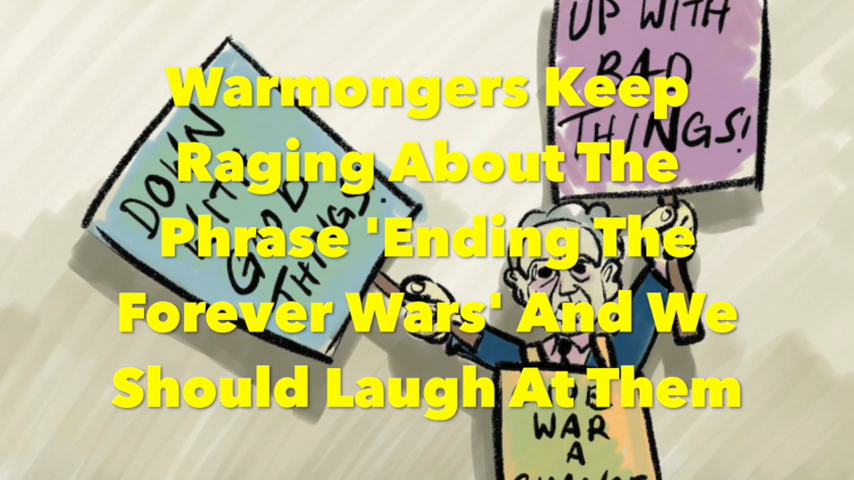 Warmongers Keep
Raging About The
Phrase 'Ending The
Forever Wars' And We
Should Laugh At Them
UP WITH
BAD
THINGS!
DOWN
WITH
GOOD
THINGS!
WAR
A